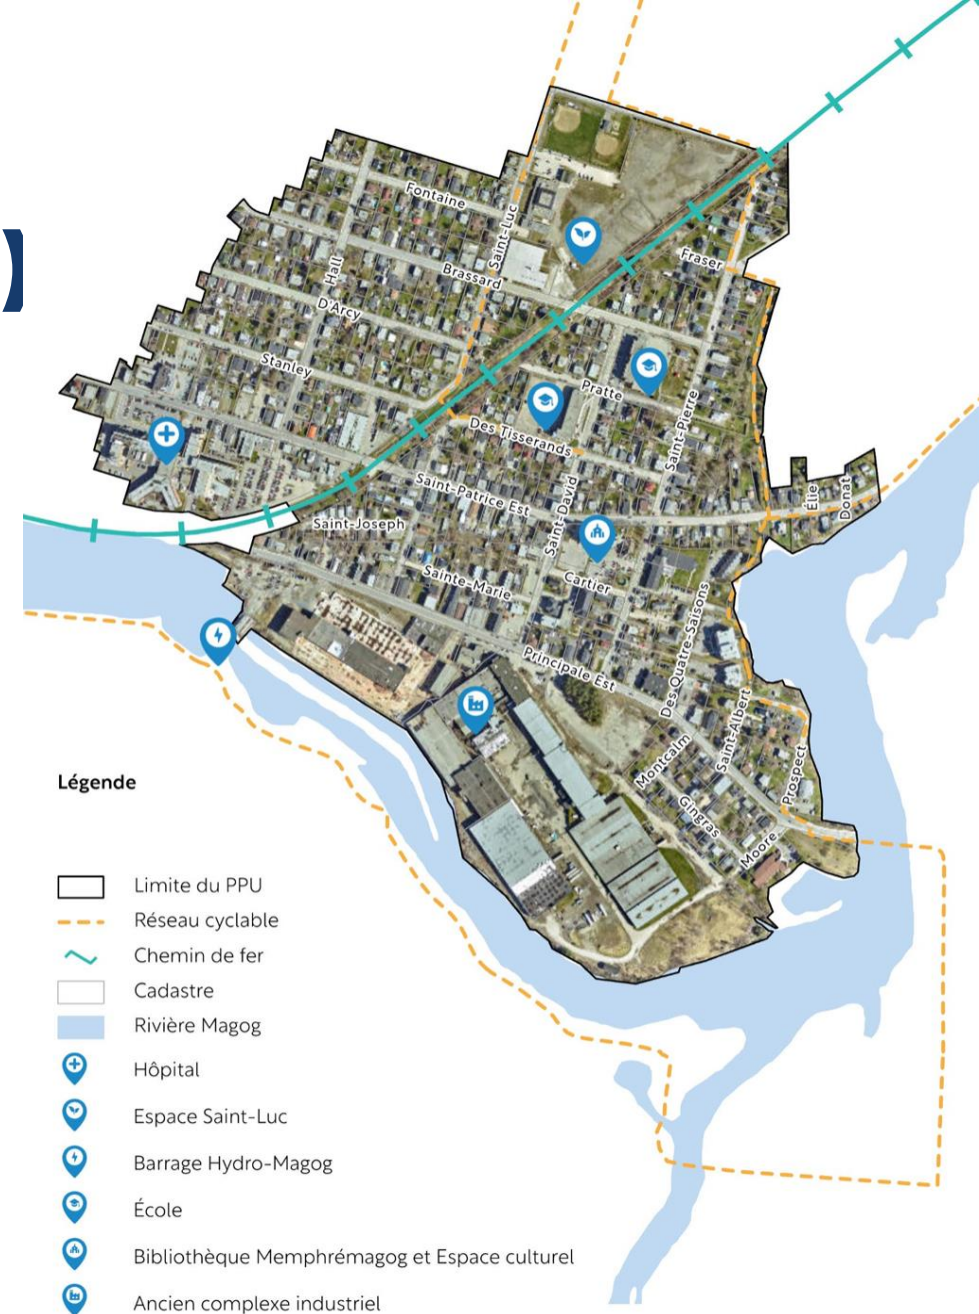 】
Fontaine
Saint-Luc
Hall
Brassard
Fraser
D'Arcy
Stanley
Pratte
Des Tisserands
Saint-Pierre
Saint-Patrice Est
Saint-David
Élie
Donat
Saint-Joseph
Sainte-Marie
Cartier
Des Quatre-Saisons
Principale Est
Saint-Albert
Montcalm
Prospect
Gingras
Moore
Légende
Limite du PPU
Réseau cyclable
Chemin de fer
Cadastre
Rivière Magog
Hôpital
Espace Saint-Luc
Barrage Hydro-Magog
École
Bibliothèque Memphrémagog et Espace culturel
Ancien complexe industriel